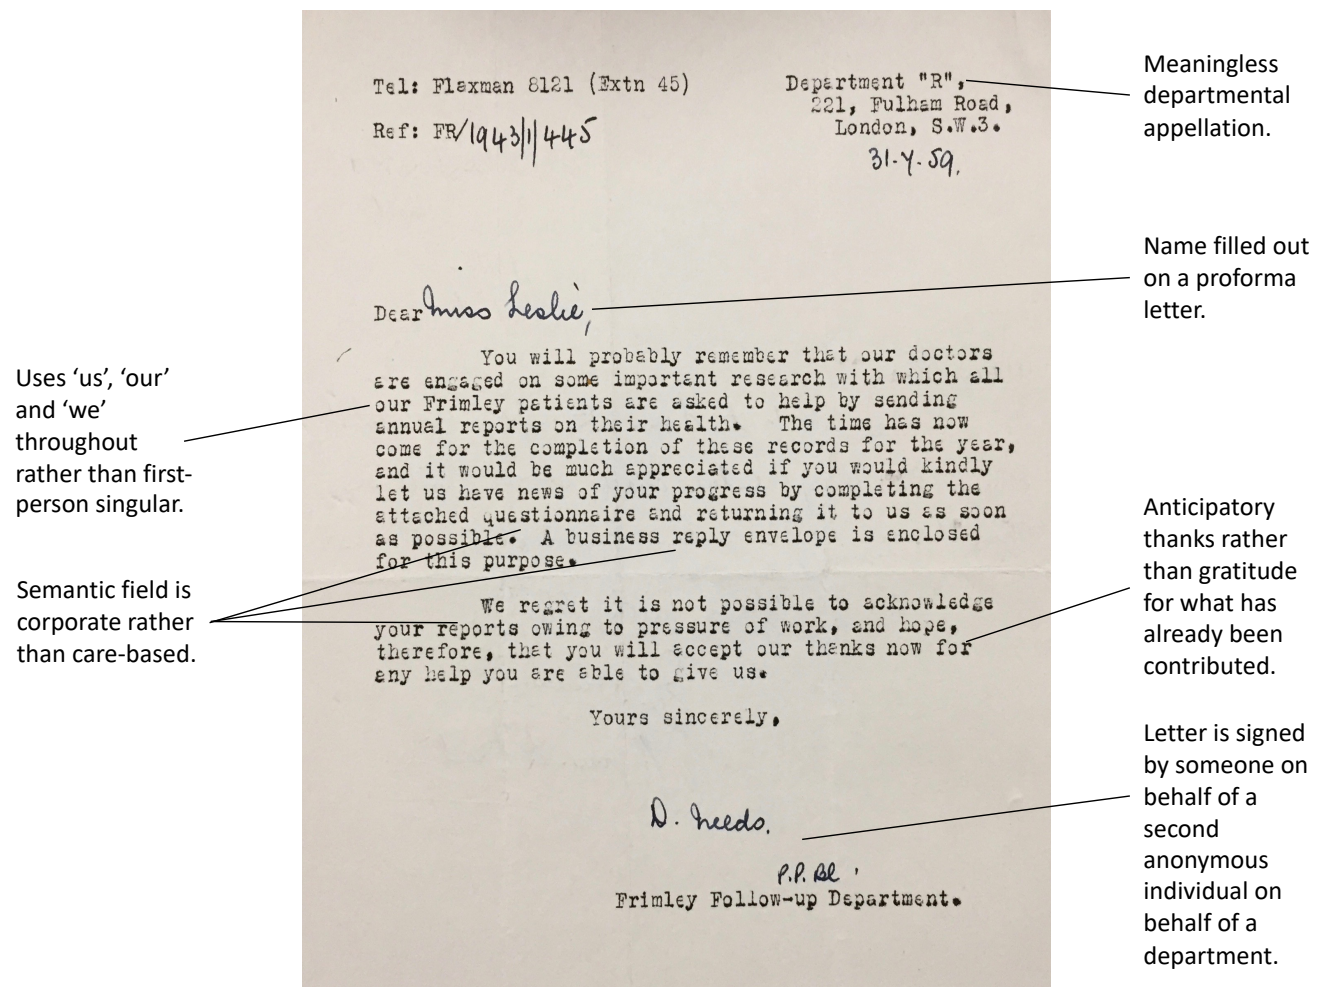 Tel: Flaxman 8121 (Extn 45)
Ref: FR/1943/1/445
Department "R",
221, Fulham Road,
London, S.W.3.
31.7.59.
Dear Miss Leslie,
You will probably remember that our doctors
are engaged on some important research with which all
our Frimley patients are asked to help by sending
annual reports on their health. The time has now
come for the completion of these records for the year,
and it would be much appreciated if you would kindly
let us have news of your progress by completing the
attached questionnaire and returning it to us as soon
as possible. A business reply envelope is enclosed
for this purpose.
We regret it is not possible to acknowledge
your reports owing to pressure of work, and hope,
therefore, that you will accept our thanks now for
any help you are able to give us.
Yours sincerely,
D. Needs.
P.P.
Frimley Follow-up Department.
Uses ‘us’, ‘our’
and ‘we’
throughout
rather than first-
person singular.
Semantic field is
corporate rather
than care-based.
Meaningless
departmental
appellation.
Name filled out
on a proforma
letter.
Anticipatory
thanks rather
than gratitude
for what has
already been
contributed.
Letter is signed
by someone on
behalf of a
second
anonymous
individual on
behalf of a
department.